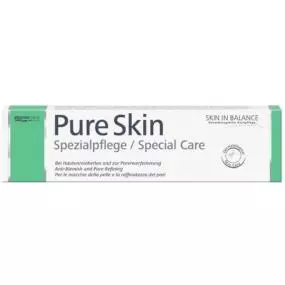 SKIN IN BALANCE
Pure Skin
Spezialpflege / Special Care
Bei Hautunreinheiten und zur Porenverfeinerung
Anti-Blemish and Pore Refining
Per le macchie della pelle e la raffinatezza dei pori